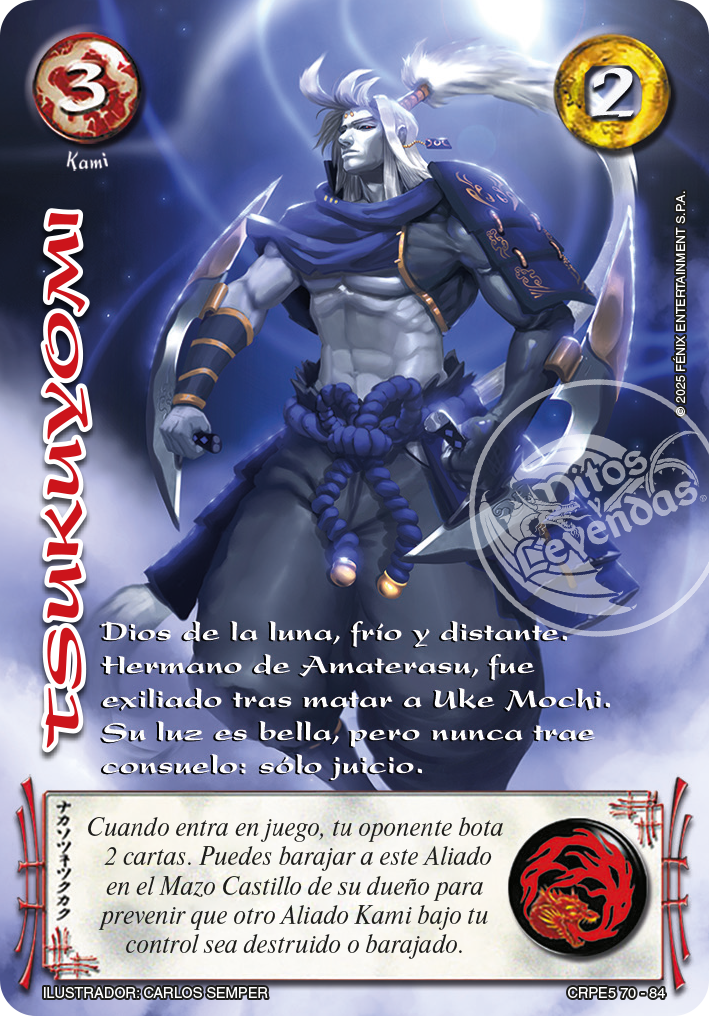 3
2
Kami
TSUKUYOMI
© 2025 FÉNIX ENTERTAINMENT S.P.A.
Mitos
y
Leyendas®
Dios de la luna, frío y distante.
Hermano de Amaterasu, fue
exiliado tras matar a Uke Mochi.
Su luz es bella, pero nunca trae
consuelo: sólo juicio.
Cuando entra en juego, tu oponente bota
2 cartas. Puedes barajar a este Aliado
en el Mazo Castillo de su dueño para
prevenir que otro Aliado Kami bajo tu
control sea destruido o barajado.
ILUSTRADOR: CARLOS SEMPER
CRPE5 70 - 84